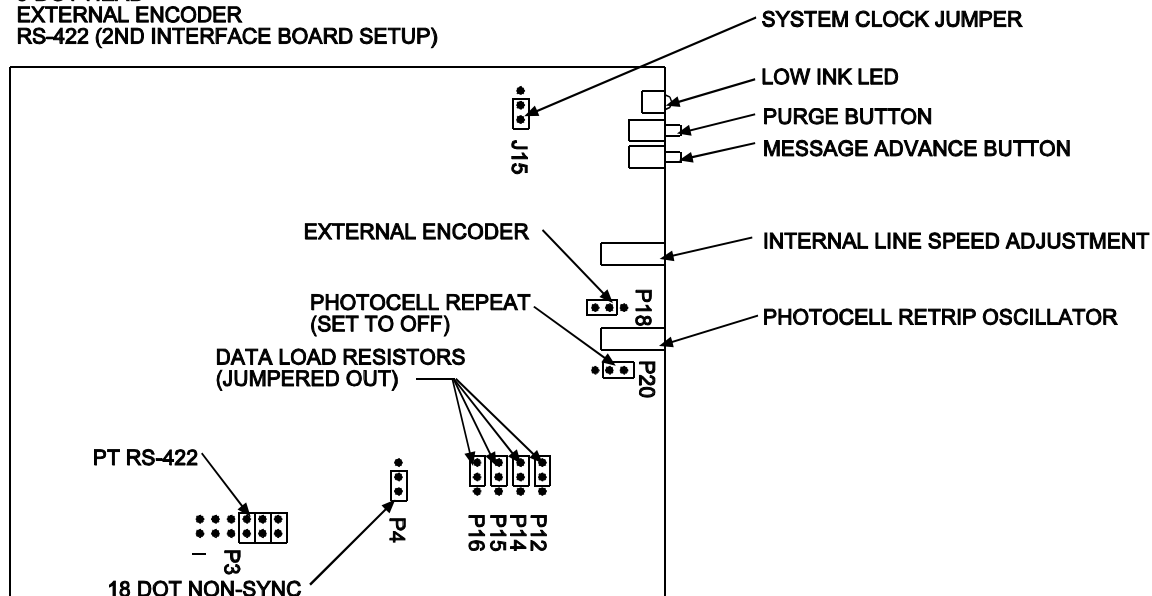 EXTERNAL ENCODER
RS-422 (2ND INTERFACE BOARD SETUP)
SYSTEM CLOCK JUMPER
LOW INK LED
PURGE BUTTON
MESSAGE ADVANCE BUTTON
J15
EXTERNAL ENCODER
INTERNAL LINE SPEED ADJUSTMENT
P18
PHOTOCELL REPEAT
(SET TO OFF)
PHOTOCELL RETRIP OSCILLATOR
DATA LOAD RESISTORS
(JUMPERED OUT)
P20
PT RS-422
P4
P16
P15
P14
P12
P3
18 DOT NON-SYNC